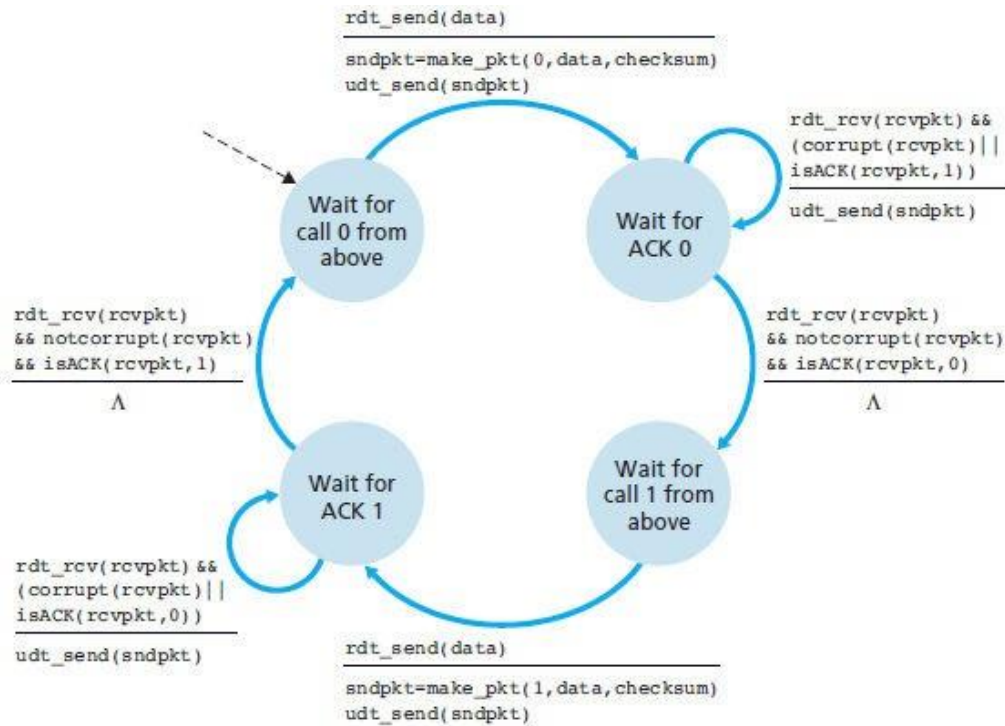 rdt_send(data)
sndpkt=make_pkt(0,data,checksum)
udt_send(sndpkt)
rdt_rcv(rcvpkt) &&
(corrupt(rcvpkt)||
isACK(rcvpkt,1))
udt_send(sndpkt)
Wait for
call 0 from
above
Wait for
ACK 0
rdt_rcv(rcvpkt)
&& notcorrupt(rcvpkt)
&& isACK(rcvpkt,1)
Λ
rdt_rcv(rcvpkt)
&& notcorrupt(rcvpkt)
&& isACK(rcvpkt,0)
Λ
Wait for
ACK 1
Wait for
call 1 from
above
rdt_rcv(rcvpkt) &&
(corrupt(rcvpkt)||
isACK(rcvpkt,0))
udt_send(sndpkt)
rdt_send(data)
sndpkt=make_pkt(1,data,checksum)
udt_send(sndpkt)